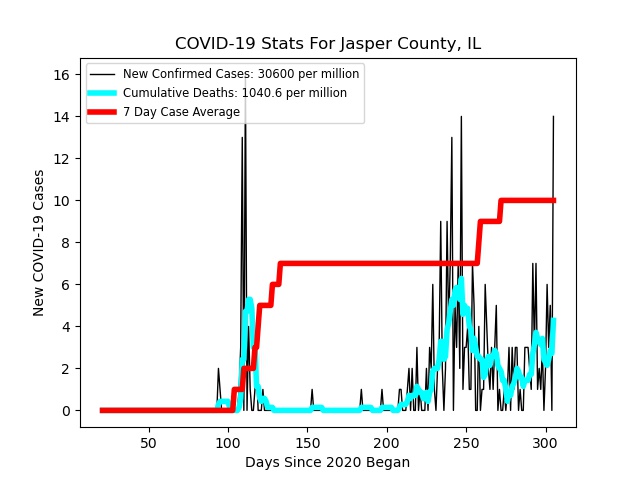 COVID-19 Stats For Jasper County, IL
New Confirmed Cases: 30600 per million
Cumulative Deaths: 1040.6 per million
7 Day Case Average
16
14
12
10
8
6
4
2
0
New COVID-19 Cases
50 100 150 200 250 300
Days Since 2020 Began